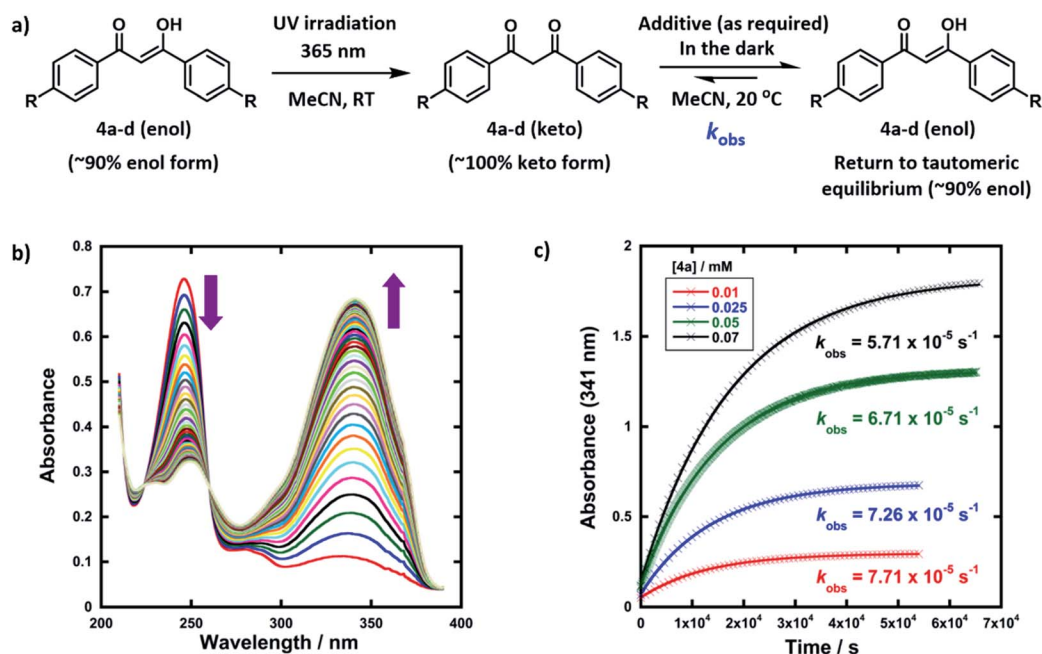 a)
O OH
R R
4a-d (enol)
(~90% enol form)
UV irradiation
365 nm
MeCN, RT
O O
R R
4a-d (keto)
(~100% keto form)
Additive (as required)
In the dark
MeCN, 20 °C
k_obs
O OH
R R
4a-d (enol)
Return to tautomeric
equilibrium (~90% enol)
b)
Absorbance
0.8
0.7
0.6
0.5
0.4
0.3
0.2
0.1
0
200 250 300 350 400
Wavelength / nm
c)
Absorbance (341 nm)
2
1.5
1
0.5
0
[4a] / mM
0.01
0.025
0.05
0.07
k_obs = 5.71 x 10⁻⁵ s⁻¹
k_obs = 6.71 x 10⁻⁵ s⁻¹
k_obs = 7.26 x 10⁻⁵ s⁻¹
k_obs = 7.71 x 10⁻⁵ s⁻¹
0 1x10⁴ 2x10⁴ 3x10⁴ 4x10⁴ 5x10⁴ 6x10⁴ 7x10⁴
Time / s